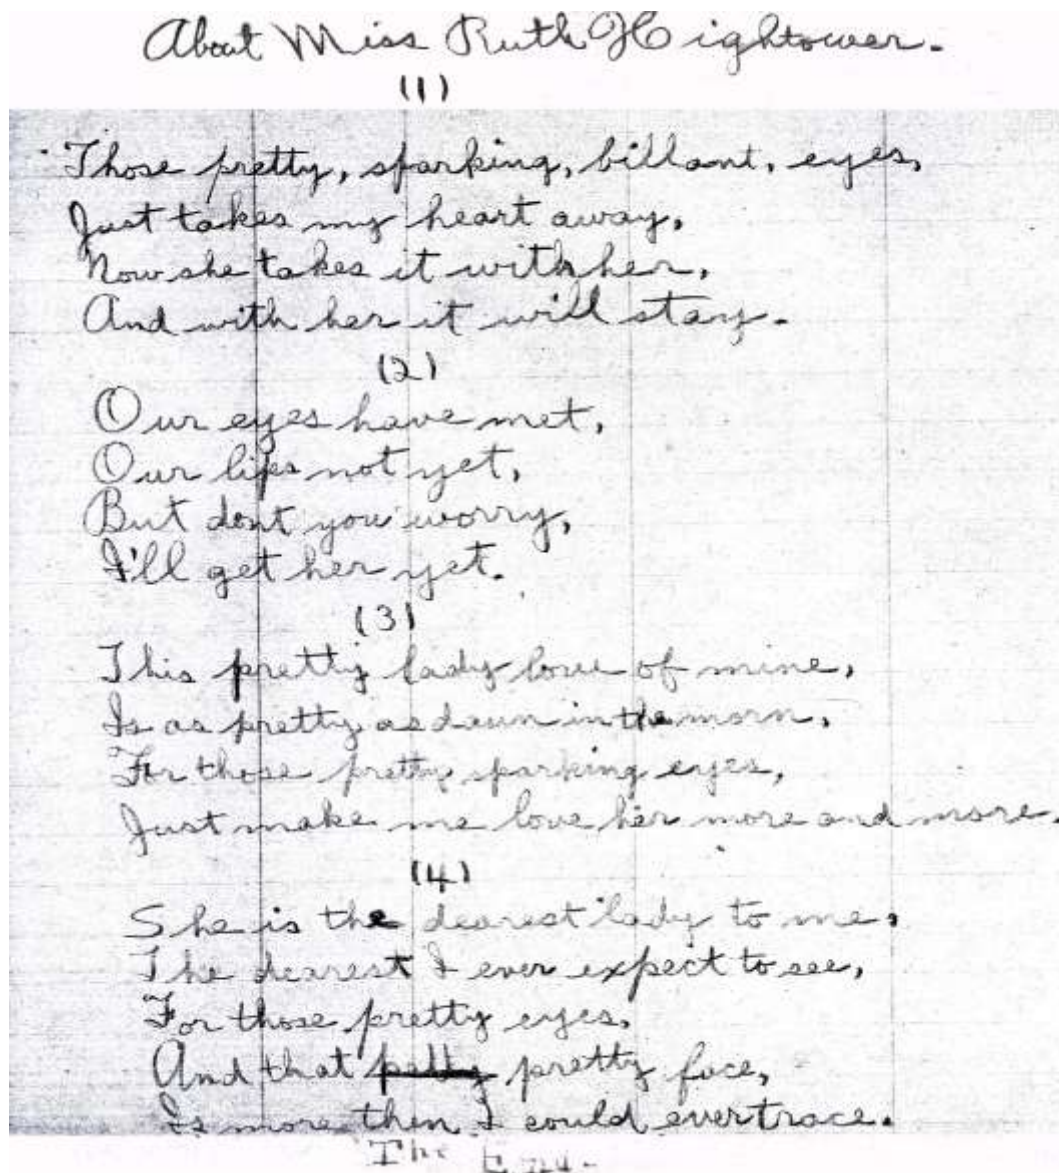 About Miss Ruth Hightower.
(1)
Those pretty, sparking, billant, eyes,
Just takes my heart away,
Now she takes it with her,
And with her it will stay.
(2)
Our eyes have met,
Our lips not yet,
But dont you worry,
I'll get her yet.
(3)
This pretty lady love of mine,
Is as pretty as dawn in the morn,
For those pretty sparking eyes,
Just make me love her more and more.
(4)
She is the dearest lady to me,
The dearest I ever expect to see,
For those pretty eyes,
And that petty pretty face,
Is more then I could ever trace.
The End.